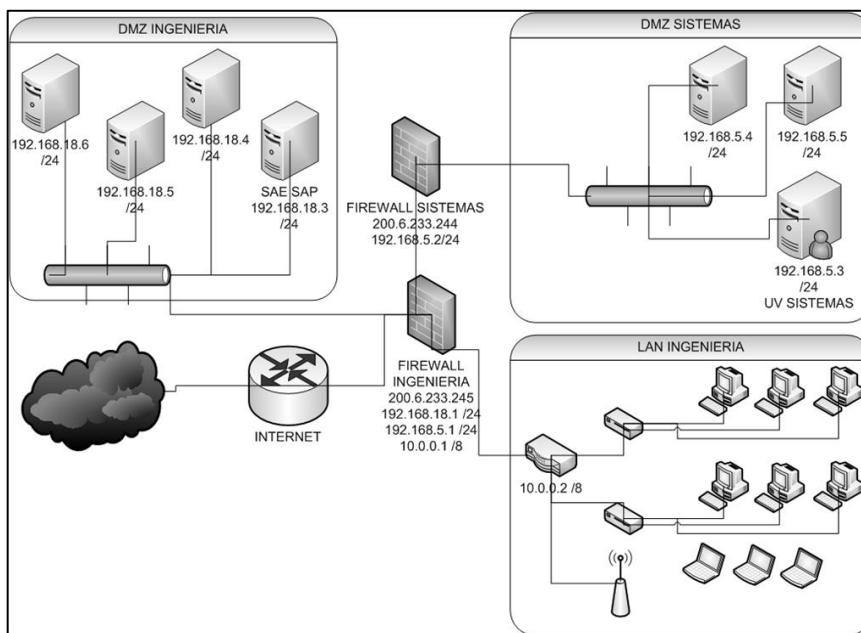 DMZ INGENIERIA
192.168.18.6
/24
192.168.18.5
/24
192.168.18.4
/24
SAE SAP
192.168.18.3
/24
FIREWALL SISTEMAS
200.6.233.244
192.168.5.2/24
DMZ SISTEMAS
192.168.5.4
/24
192.168.5.5
/24
192.168.5.3
/24
UV SISTEMAS
INTERNET
FIREWALL
INGENIERIA
200.6.233.245
192.168.18.1 /24
192.168.5.1 /24
10.0.0.1 /8
LAN INGENIERIA
10.0.0.2 /8